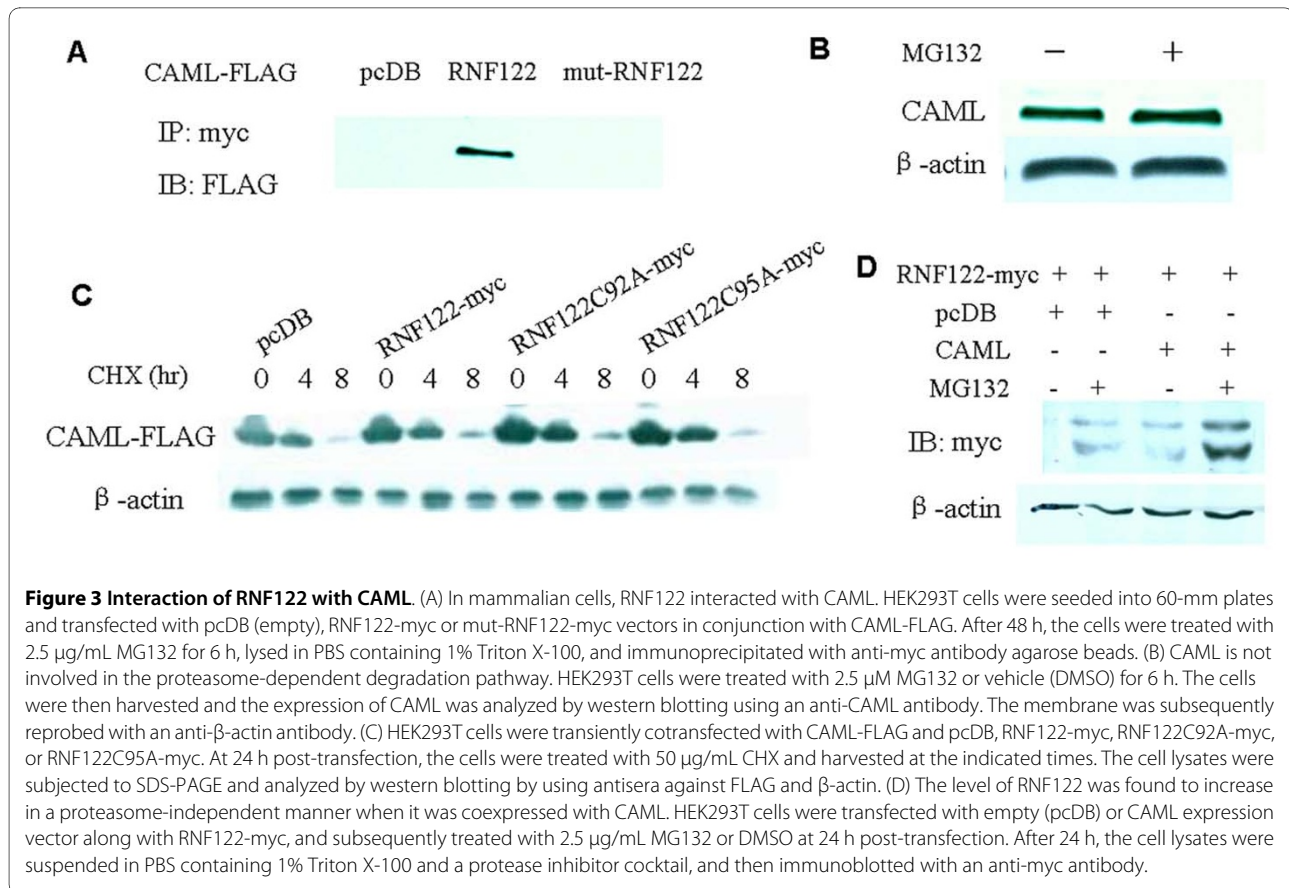 A
CAML-FLAG pcDB RNF122 mut-RNF122
IP: myc
IB: FLAG
B
MG132 − +
CAML
β-actin
C
pcDB RNF122-myc RNF122C92A-myc RNF122C95A-myc
CHX (hr) 0 4 8 0 4 8 0 4 8 0 4 8
CAML-FLAG
β-actin
D
RNF122-myc + + + +
pcDB + + - -
CAML - - + +
MG132 - + - +
IB: myc
β-actin
Figure 3 Interaction of RNF122 with CAML. (A) In mammalian cells, RNF122 interacted with CAML. HEK293T cells were seeded into 60-mm plates
and transfected with pcDB (empty), RNF122-myc or mut-RNF122-myc vectors in conjunction with CAML-FLAG. After 48 h, the cells were treated with
2.5 μg/mL MG132 for 6 h, lysed in PBS containing 1% Triton X-100, and immunoprecipitated with anti-myc antibody agarose beads. (B) CAML is not
involved in the proteasome-dependent degradation pathway. HEK293T cells were treated with 2.5 μM MG132 or vehicle (DMSO) for 6 h. The cells
were then harvested and the expression of CAML was analyzed by western blotting using an anti-CAML antibody. The membrane was subsequently
reprobed with an anti-β-actin antibody. (C) HEK293T cells were transiently cotransfected with CAML-FLAG and pcDB, RNF122-myc, RNF122C92A-myc,
or RNF122C95A-myc. At 24 h post-transfection, the cells were treated with 50 μg/mL CHX and harvested at the indicated times. The cell lysates were
subjected to SDS-PAGE and analyzed by western blotting by using antisera against FLAG and β-actin. (D) The level of RNF122 was found to increase
in a proteasome-independent manner when it was coexpressed with CAML. HEK293T cells were transfected with empty (pcDB) or CAML expression
vector along with RNF122-myc, and subsequently treated with 2.5 μg/mL MG132 or DMSO at 24 h post-transfection. After 24 h, the cell lysates were
suspended in PBS containing 1% Triton X-100 and a protease inhibitor cocktail, and then immunoblotted with an anti-myc antibody.